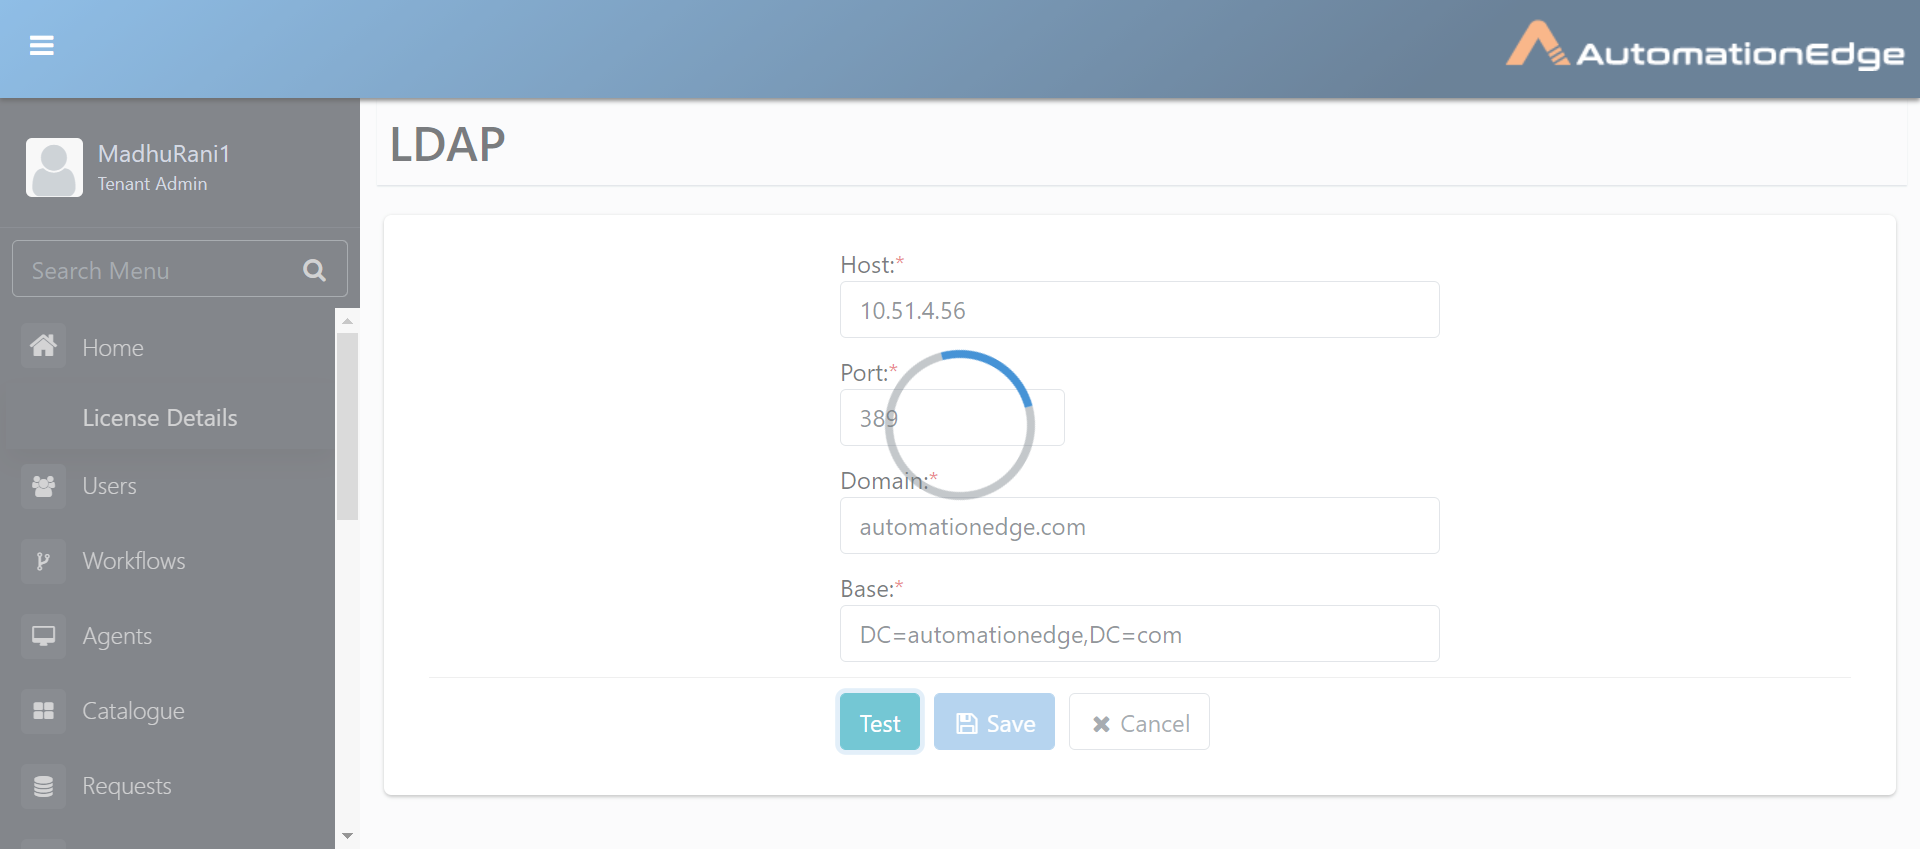 AutomationEdge
MadhuRani1
Tenant Admin
Search Menu
Home
License Details
Users
Workflows
Agents
Catalogue
Requests
LDAP
Host:*
10.51.4.56
Port:*
389
Domain:*
automationedge.com
Base:*
DC=automationedge,DC=com
Test
Save
Cancel